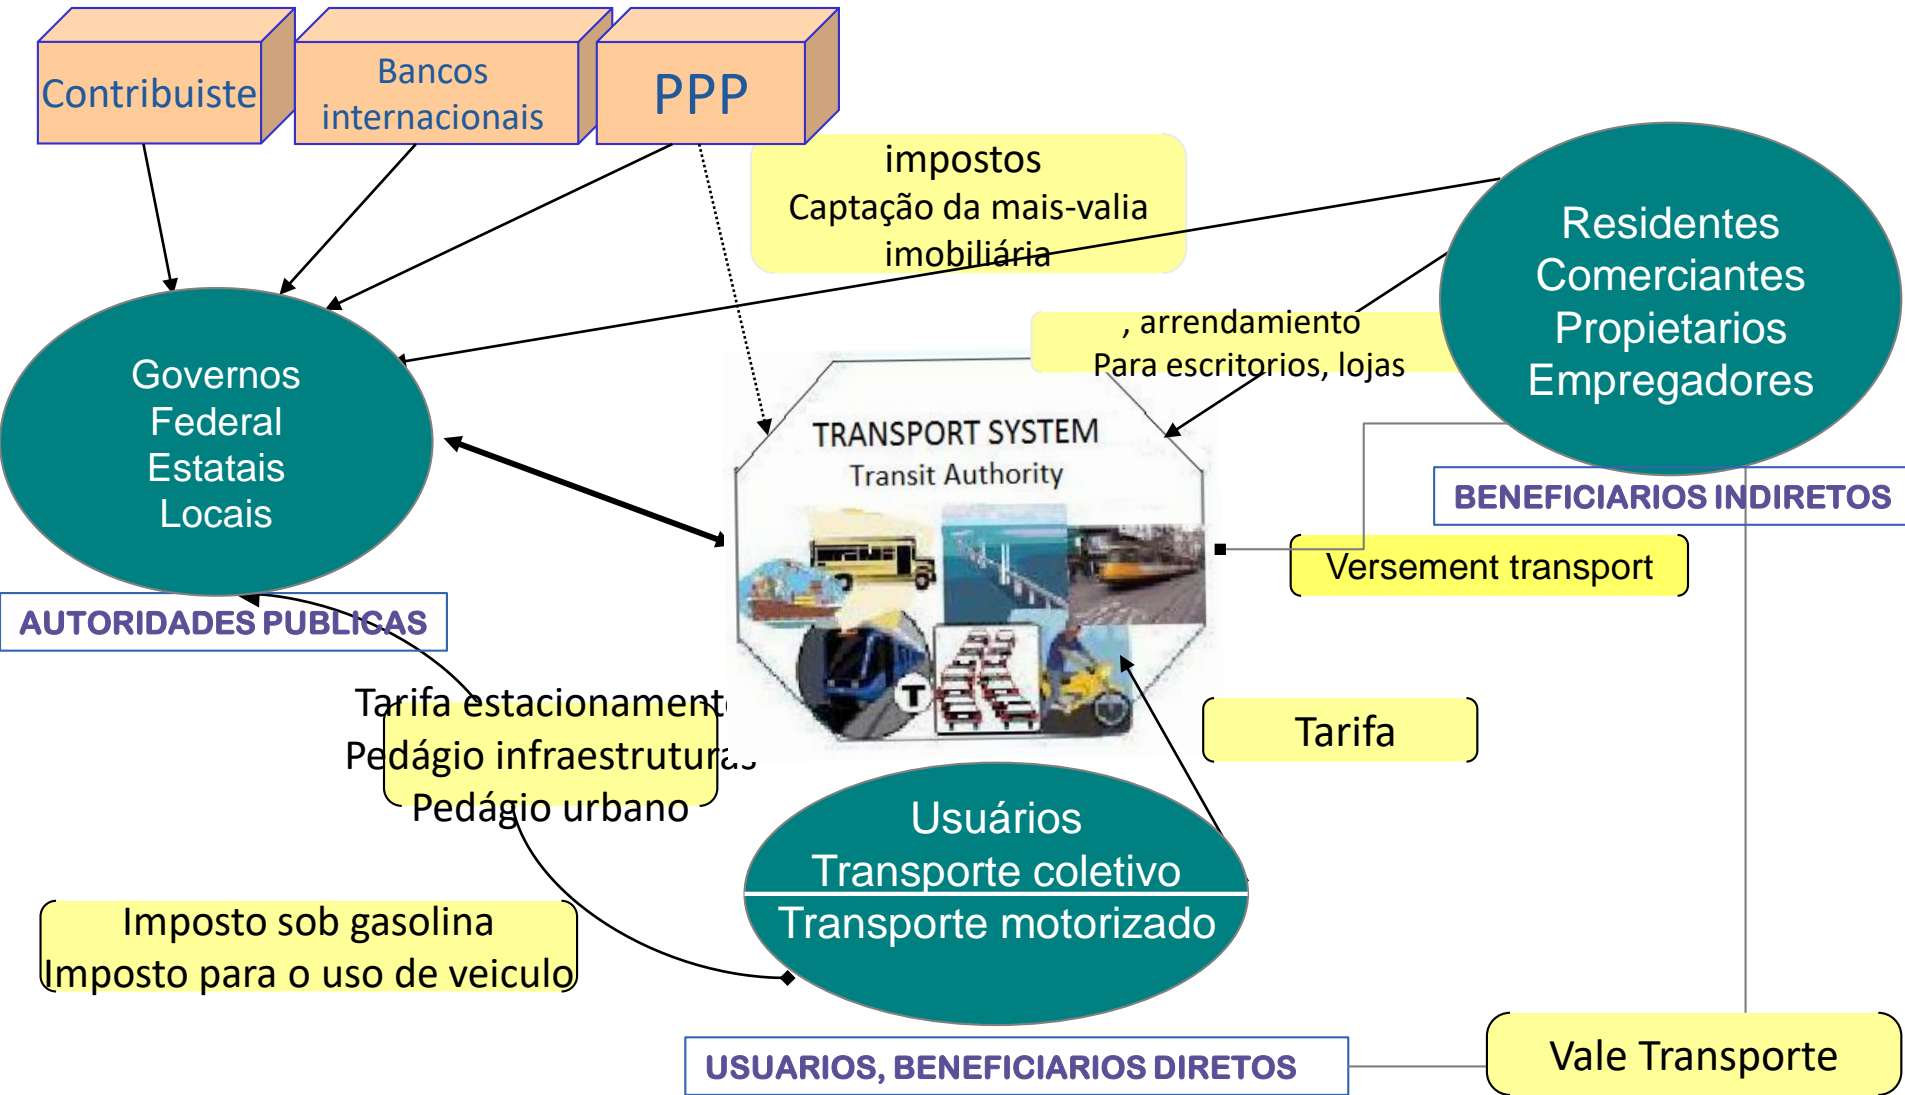 Contribuiste
Bancos
internacionais
PPP
impostos
Captação da mais-valia
imobiliária
Residentes
Comerciantes
Propietarios
Empregadores
, arrendamiento
Para escritorios, lojas
Governos
Federal
Estatais
Locais
TRANSPORT SYSTEM
Transit Authority
BENEFICIARIOS INDIRETOS
Versement transport
AUTORIDADES PUBLICAS
Tarifa estacionament
Pedágio infraestruturas
Pedágio urbano
T
Tarifa
Usuários
Transporte coletivo
Transporte motorizado
Imposto sob gasolina
Imposto para o uso de veiculo
Vale Transporte
USUARIOS, BENEFICIARIOS DIRETOS